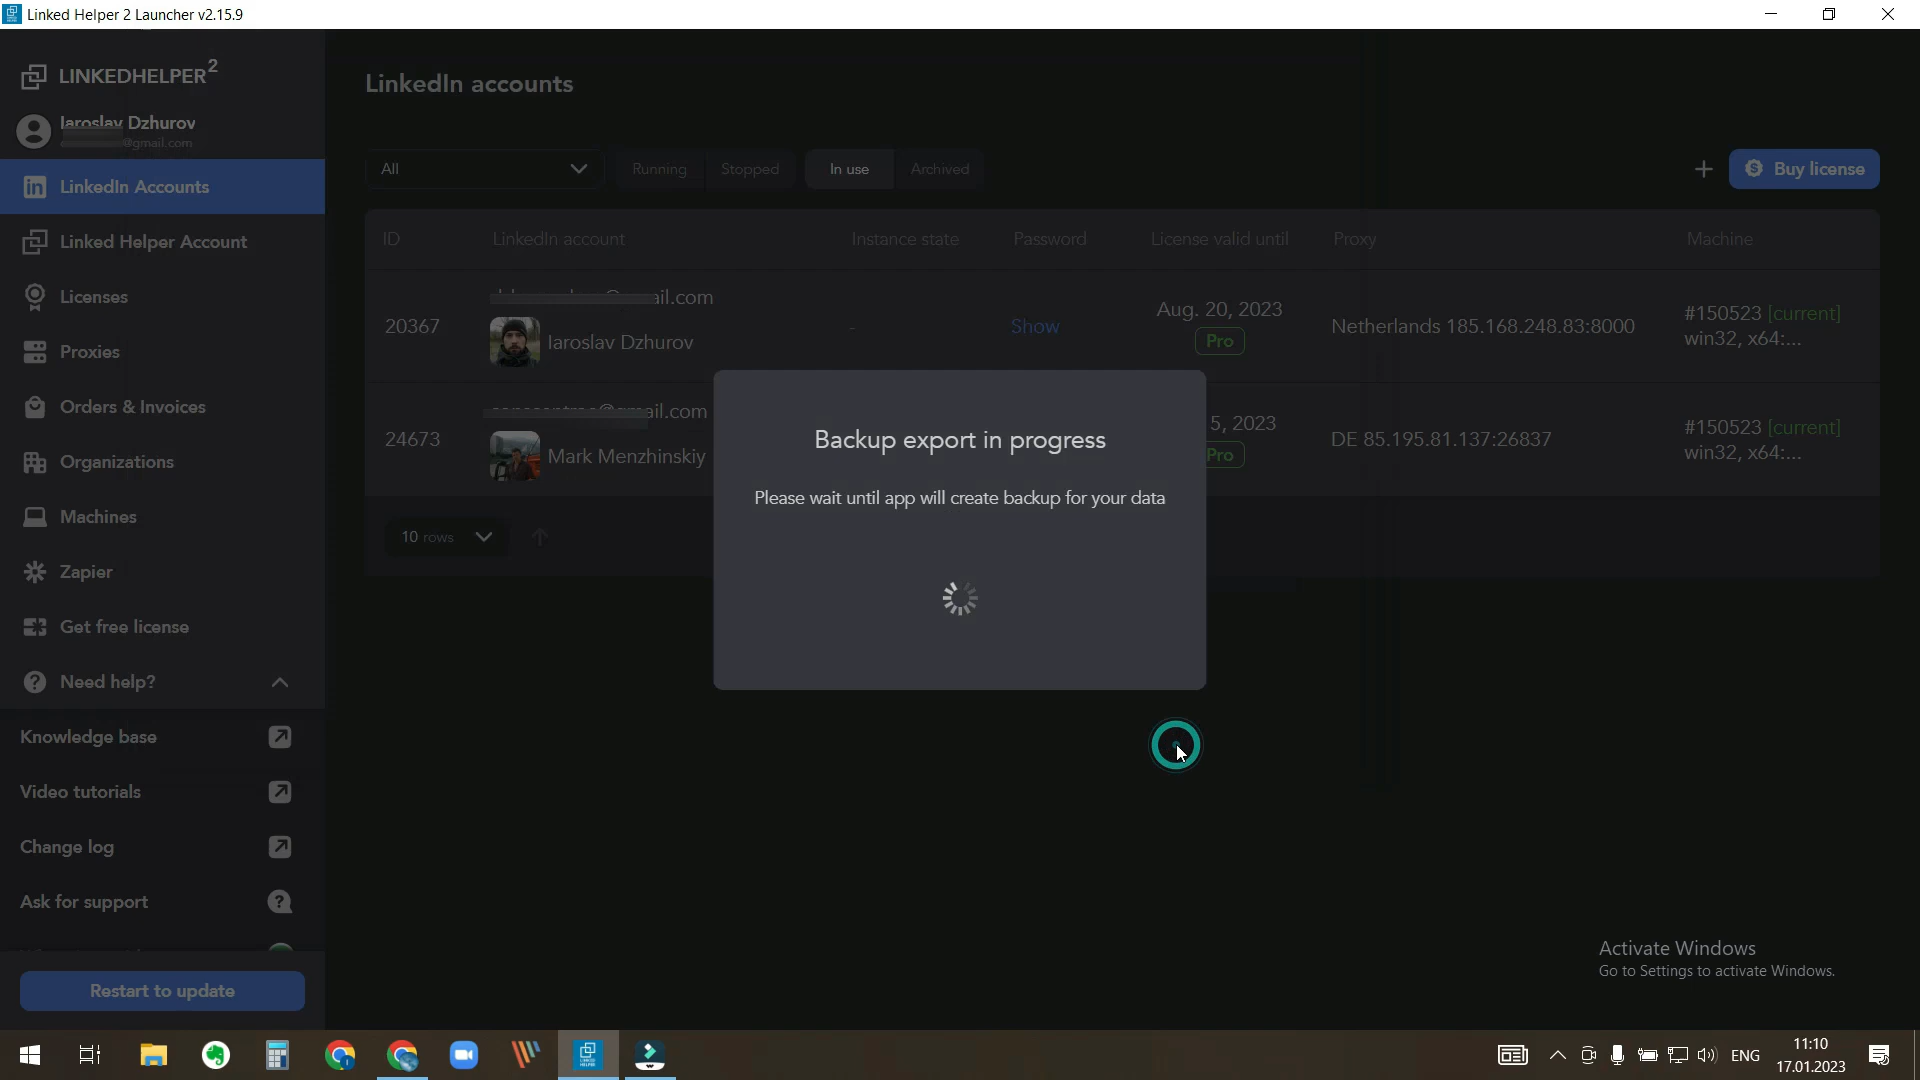 Linked Helper 2 Launcher v2.15.9
LINKEDHELPER2
Iaroslav Dzhurov
@gmail.com
LinkedIn Accounts
Linked Helper Account
Licenses
Proxies
Orders & Invoices
Organizations
Machines
Zapier
Get free license
Need help?
Knowledge base
Video tutorials
Change log
Ask for support
Restart to update
LinkedIn accounts
All
Running
Stopped
In use
Archived
Buy license
ID LinkedIn account Instance state Password License valid until Proxy Machine
ail.com
20367 Iaroslav Dzhurov - Show Aug. 20, 2023 Pro Netherlands 185.168.248.83:8000 #150523 [current]
win32, x64:...
ail.com
24673 Mark Menzhinskiy 5, 2023 Pro DE 85.195.81.137:26837 #150523 [current]
win32, x64:...
10 rows
Backup export in progress
Please wait until app will create backup for your data
Activate Windows
Go to Settings to activate Windows.
ENG
11:10
17.01.2023